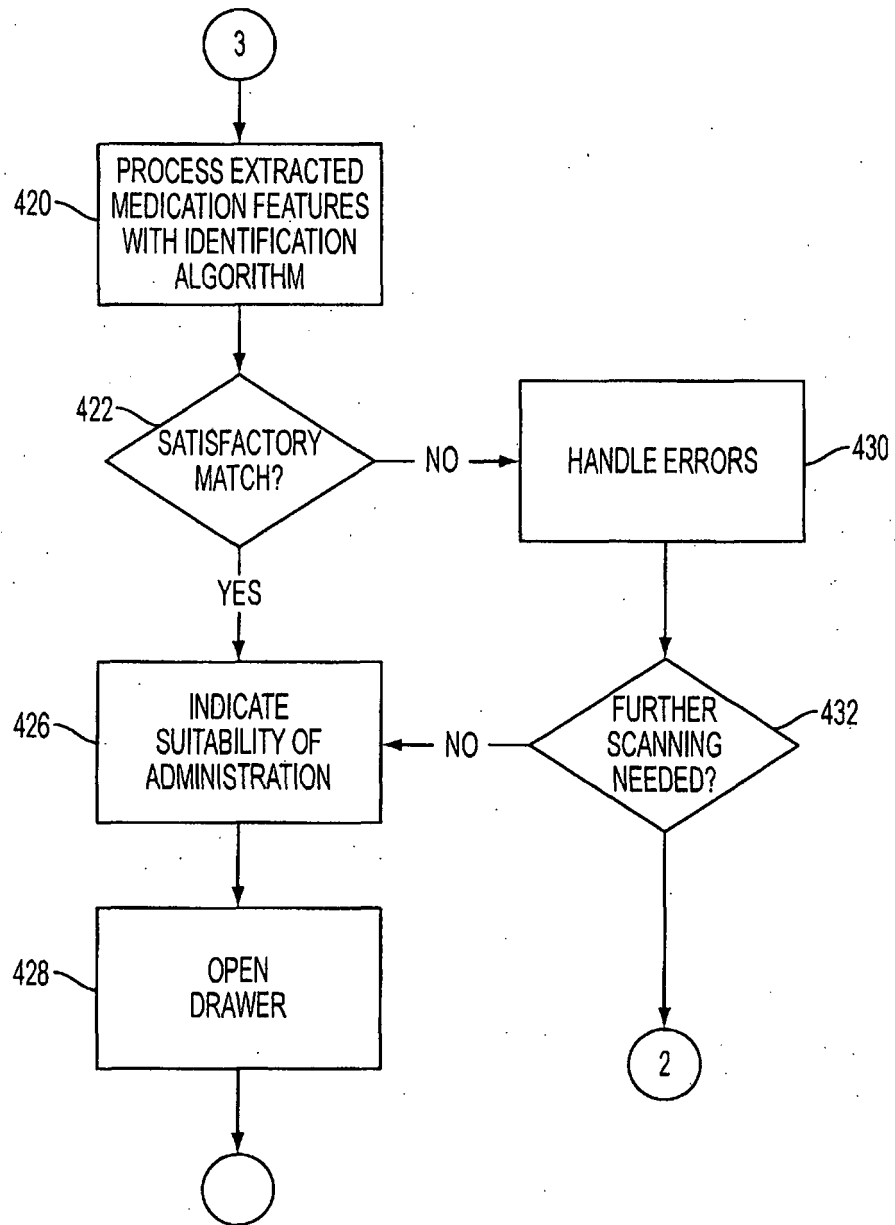 3
PROCESS EXTRACTED
MEDICATION FEATURES
WITH IDENTIFICATION
ALGORITHM
420
422
SATISFACTORY
MATCH?
NO
HANDLE ERRORS
430
YES
426
INDICATE
SUITABILITY OF
ADMINISTRATION
NO
FURTHER
SCANNING
NEEDED?
432
428
OPEN
DRAWER
2